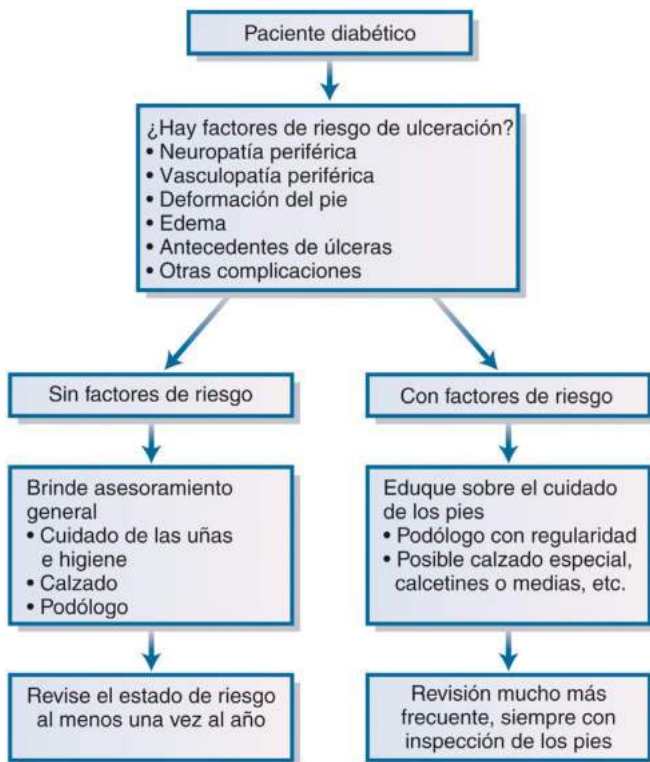 Paciente diabético
¿Hay factores de riesgo de ulceración?
• Neuropatía periférica
• Vasculopatía periférica
• Deformación del pie
• Edema
• Antecedentes de úlceras
• Otras complicaciones
Sin factores de riesgo
Brinde asesoramiento
general
• Cuidado de las uñas
e higiene
• Calzado
• Podólogo
Revise el estado de riesgo
al menos una vez al año
Con factores de riesgo
Eduque sobre el cuidado
de los pies
• Podólogo con regularidad
• Posible calzado especial,
calcetines o medias, etc.
Revisión mucho más
frecuente, siempre con
inspección de los pies